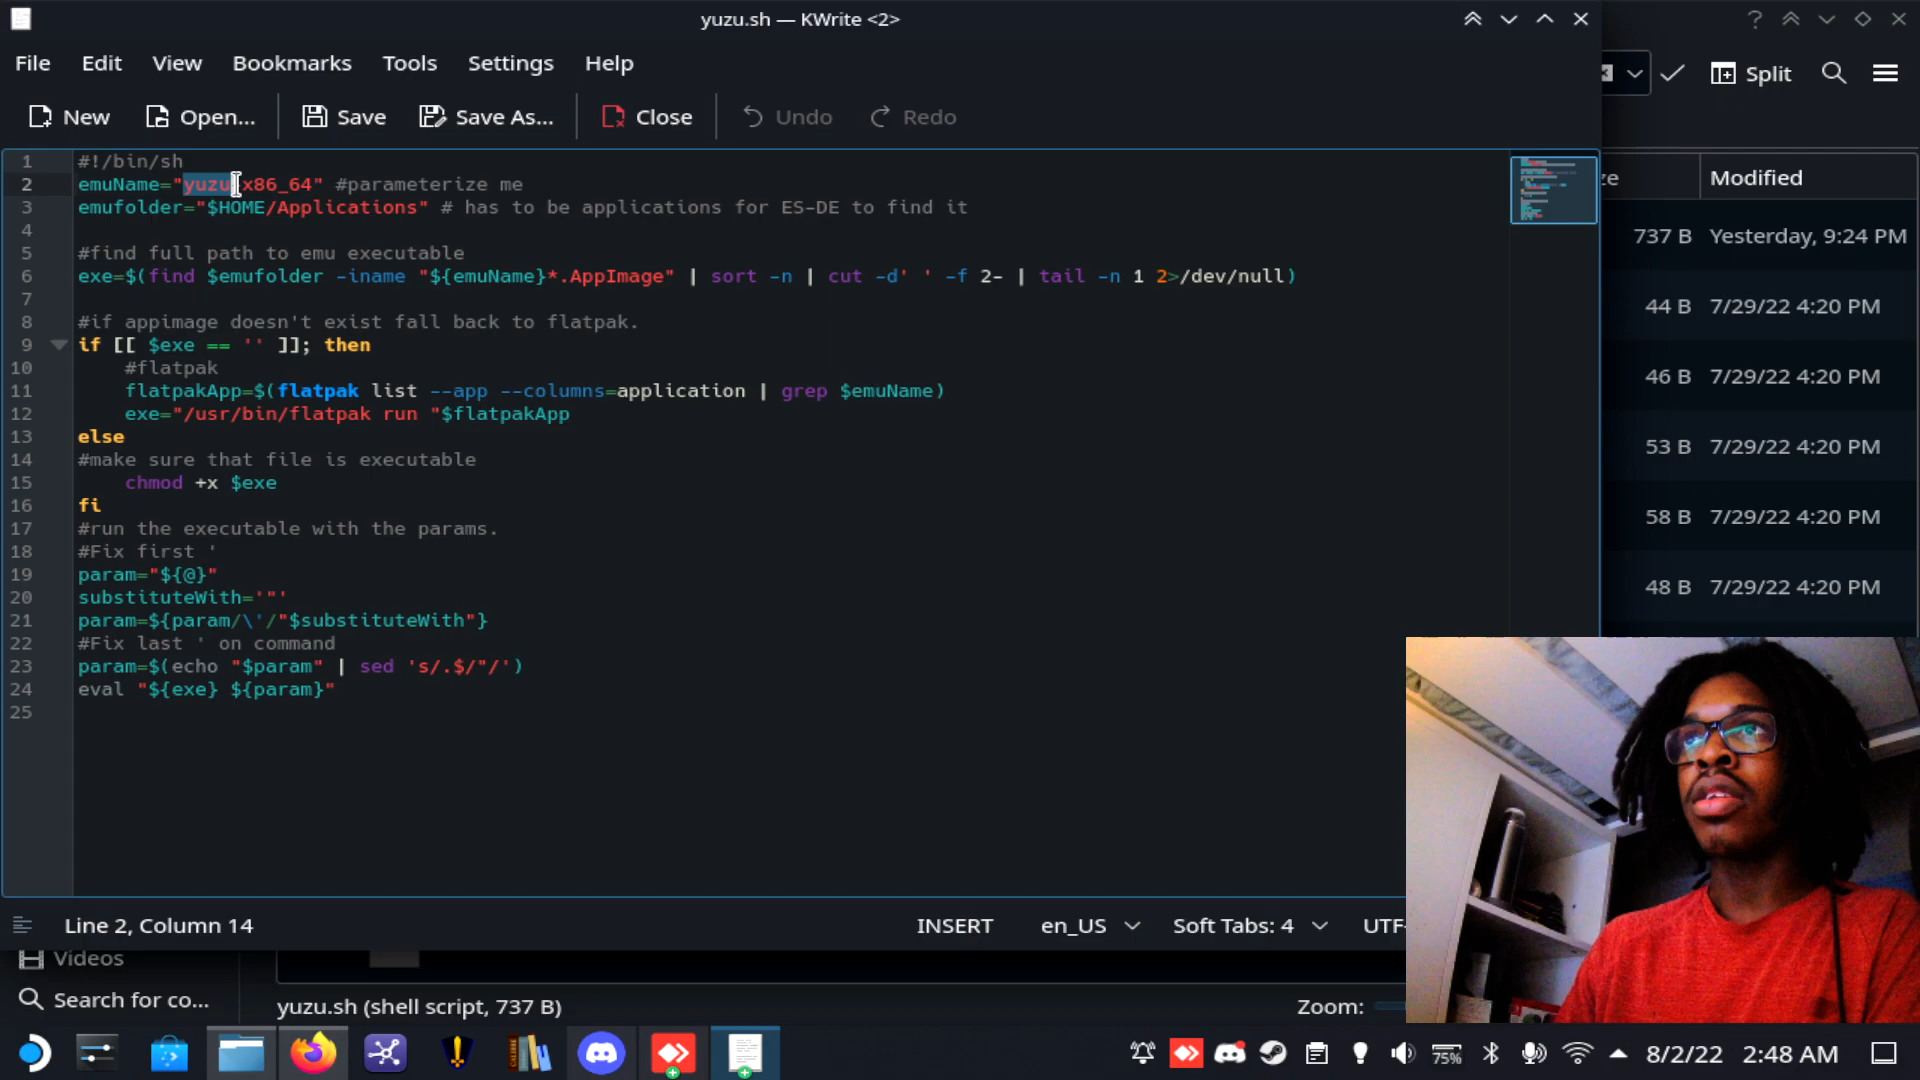 yuzu.sh — KWrite <2>
File Edit View Bookmarks Tools Settings Help
New Open... Save Save As... Close Undo Redo
Split
Modified
1 #!/bin/sh
2 emuName="yuzu x86_64" #parameterize me
3 emufolder="$HOME/Applications" # has to be applications for ES-DE to find it
4
5 #find full path to emu executable
6 exe=$(find $emufolder -iname "${emuName}*.AppImage" | sort -n | cut -d' ' -f 2- | tail -n 1 2>/dev/null)
7
8 #if appimage doesn't exist fall back to flatpak.
9 if [[ $exe == '' ]]; then
10 #flatpak
11 flatpakApp=$(flatpak list --app --columns=application | grep $emuName)
12 exe="/usr/bin/flatpak run "$flatpakApp
13 else
14 #make sure that file is executable
15 chmod +x $exe
16 fi
17 #run the executable with the params.
18 #Fix first '
19 param="${@}"
20 substituteWith='"'
21 param=${param/\'/"$substituteWith"}
22 #Fix last ' on command
23 param=$(echo "$param" | sed 's/.$/"/')
24 eval "${exe} ${param}"
25
737 B Yesterday, 9:24 PM
44 B 7/29/22 4:20 PM
46 B 7/29/22 4:20 PM
53 B 7/29/22 4:20 PM
58 B 7/29/22 4:20 PM
48 B 7/29/22 4:20 PM
Line 2, Column 14 INSERT en_US Soft Tabs: 4 UTF-
Videos
Search for co...
yuzu.sh (shell script, 737 B) Zoom:
75% 8/2/22 2:48 AM